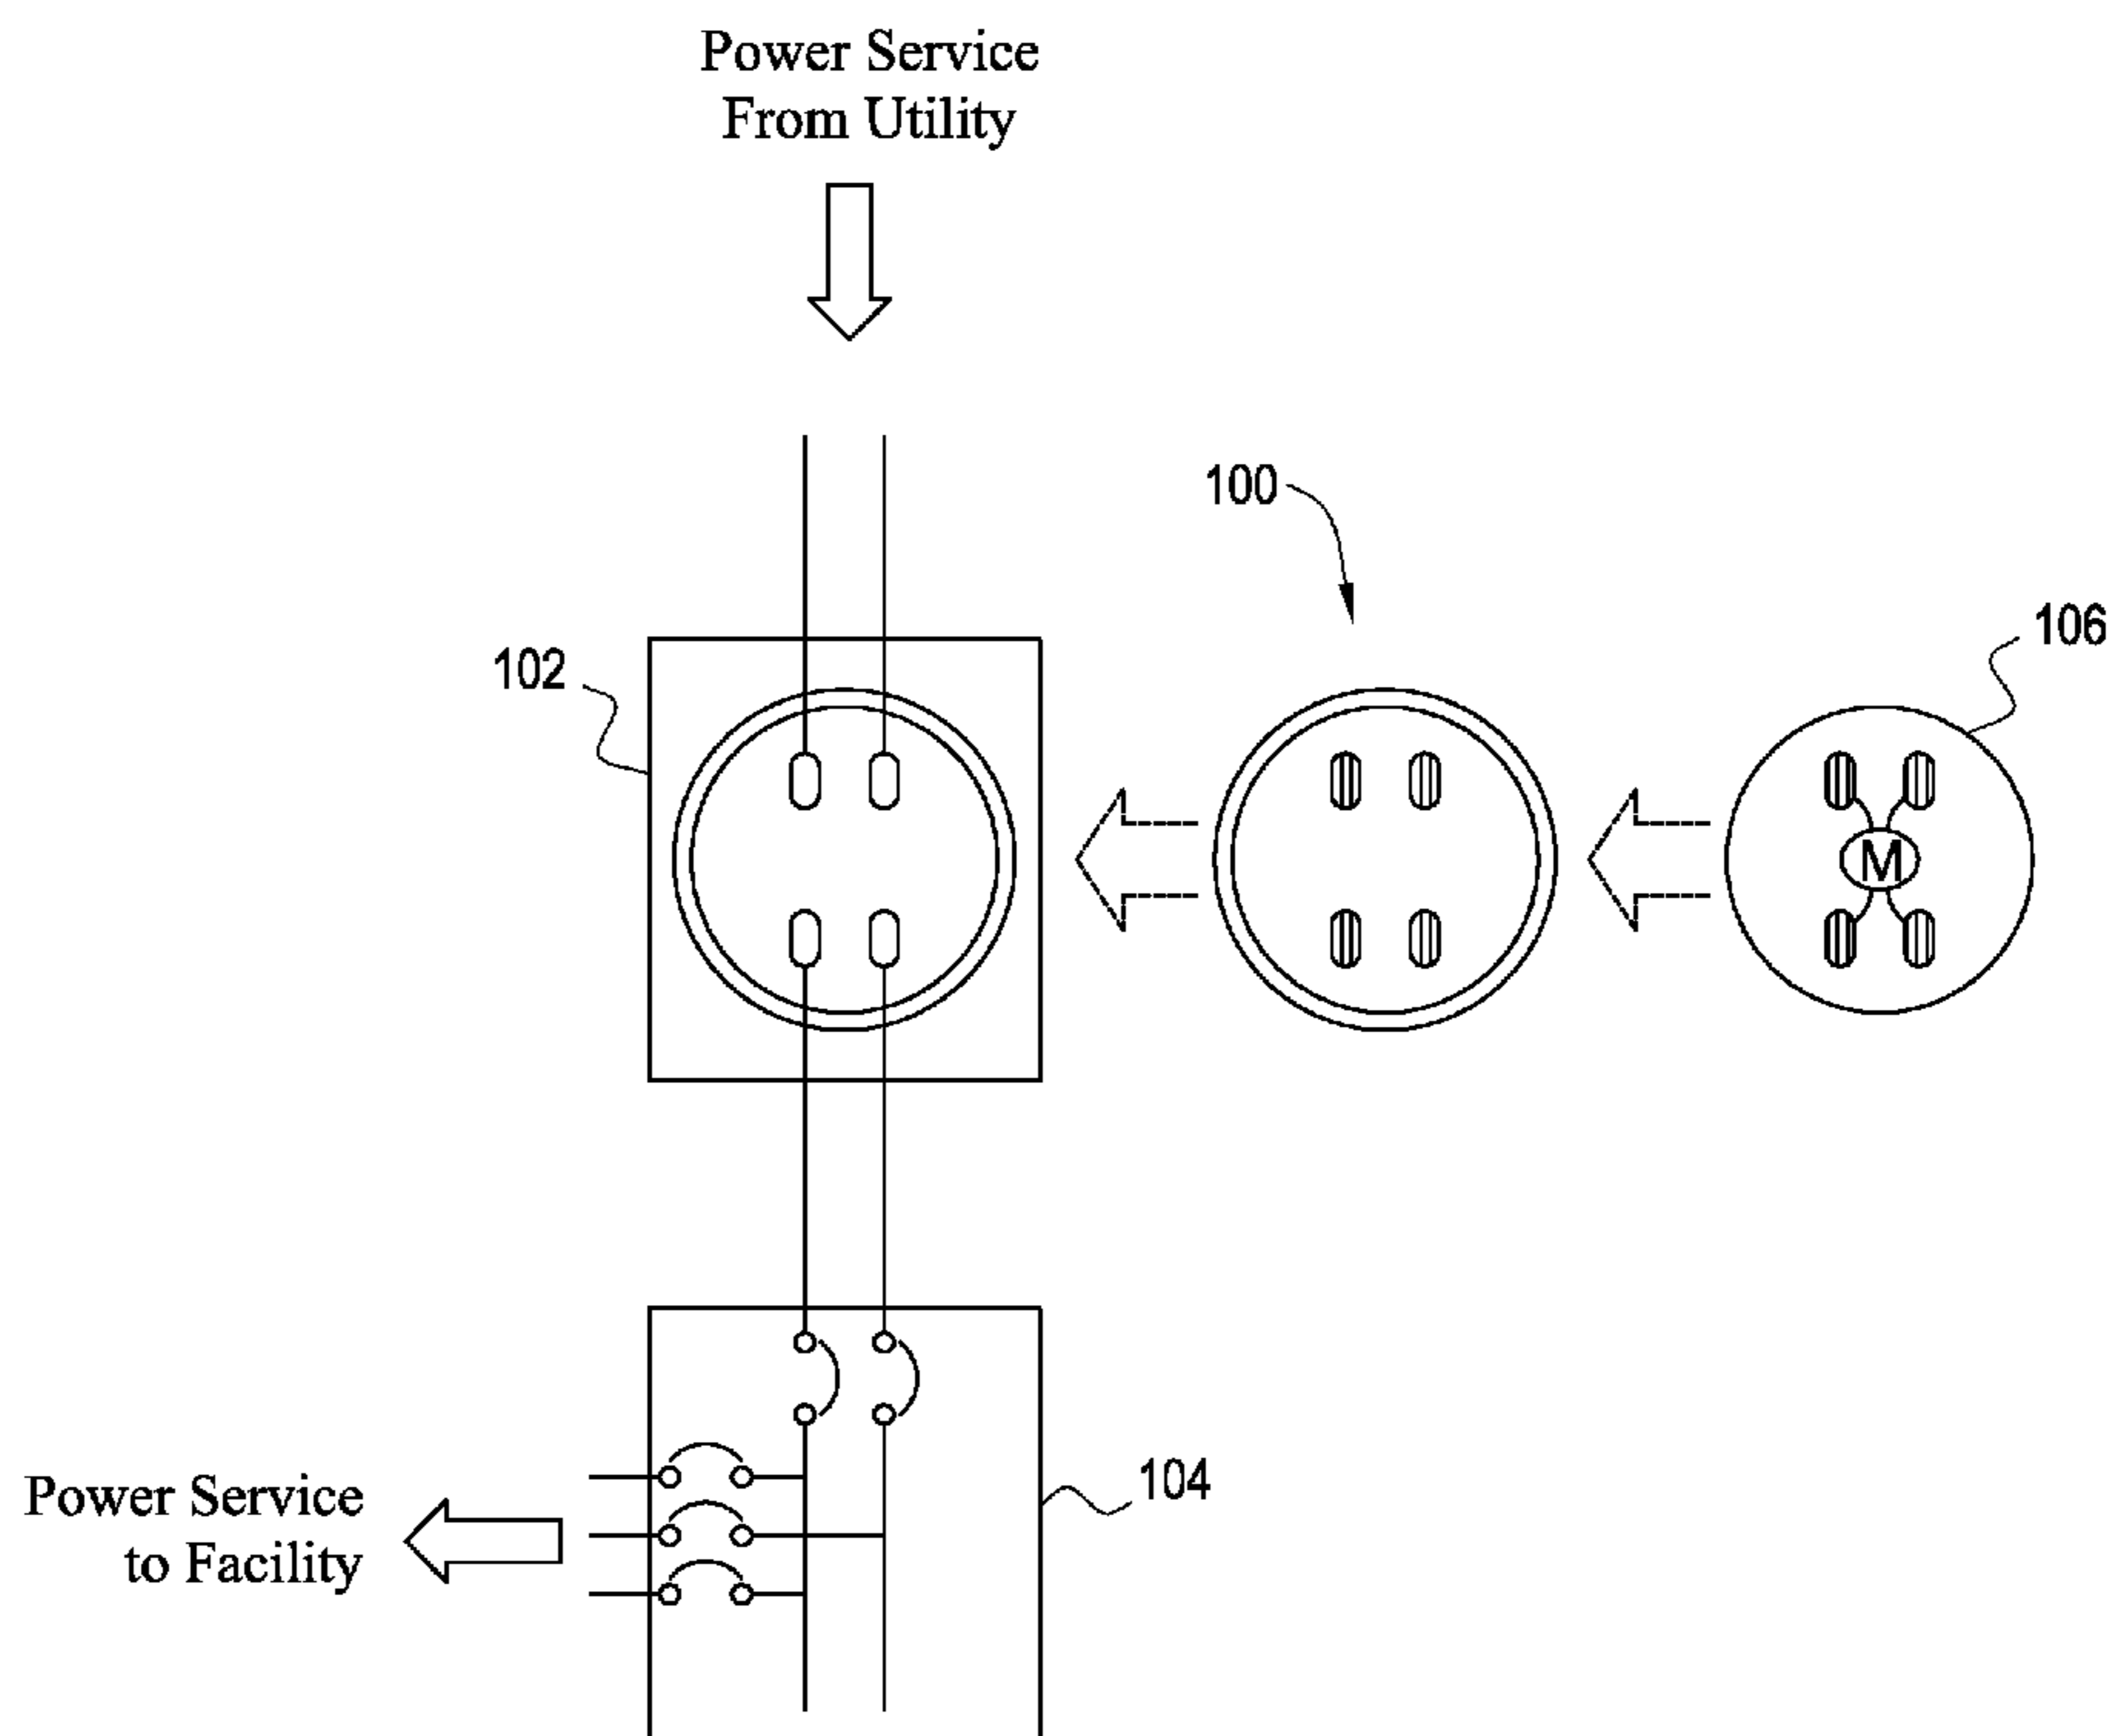 Power Service
From Utility
100
106
102
M
104
Power Service
to Facility